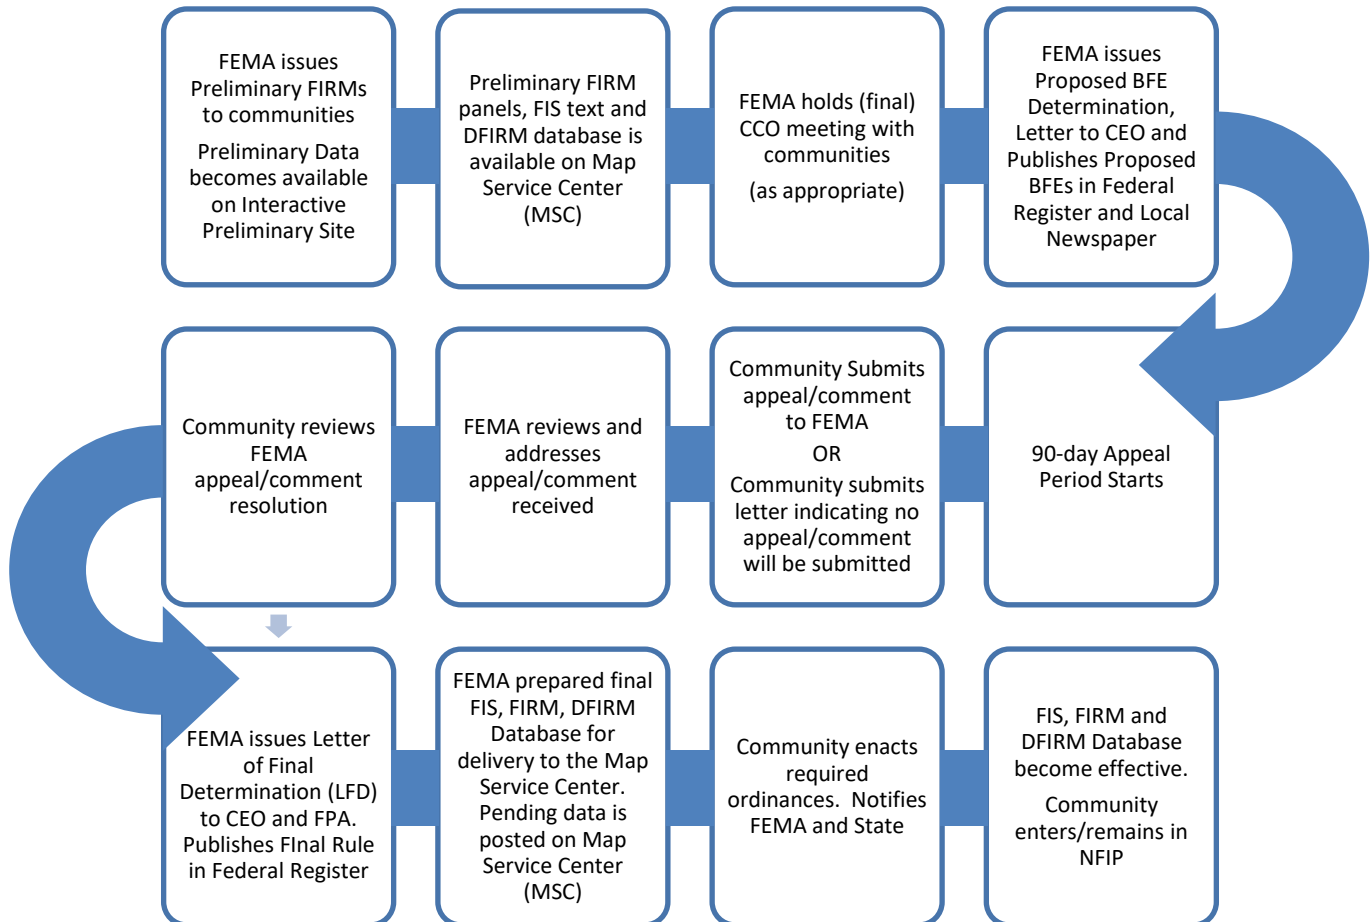 FEMA issues
Preliminary FIRMs
to communities
Preliminary Data
becomes available
on Interactive
Preliminary Site
Preliminary FIRM
panels, FIS text and
DFIRM database is
available on Map
Service Center
(MSC)
FEMA holds (final)
CCO meeting with
communities
(as appropriate)
FEMA issues
Proposed BFE
Determination,
Letter to CEO and
Publishes Proposed
BFEs in Federal
Register and Local
Newspaper
90-day Appeal
Period Starts
Community Submits
appeal/comment
to FEMA
OR
Community submits
letter indicating no
appeal/comment
will be submitted
FEMA reviews and
addresses
appeal/comment
received
Community reviews
FEMA
appeal/comment
resolution
FEMA issues Letter
of Final
Determination (LFD)
to CEO and FPA.
Publishes FInal Rule
in Federal Register
FEMA prepared final
FIS, FIRM, DFIRM
Database for
delivery to the Map
Service Center.
Pending data is
posted on Map
Service Center
(MSC)
Community enacts
required
ordinances.  Notifies
FEMA and State
FIS, FIRM and
DFIRM Database
become effective.
Community
enters/remains in
NFIP